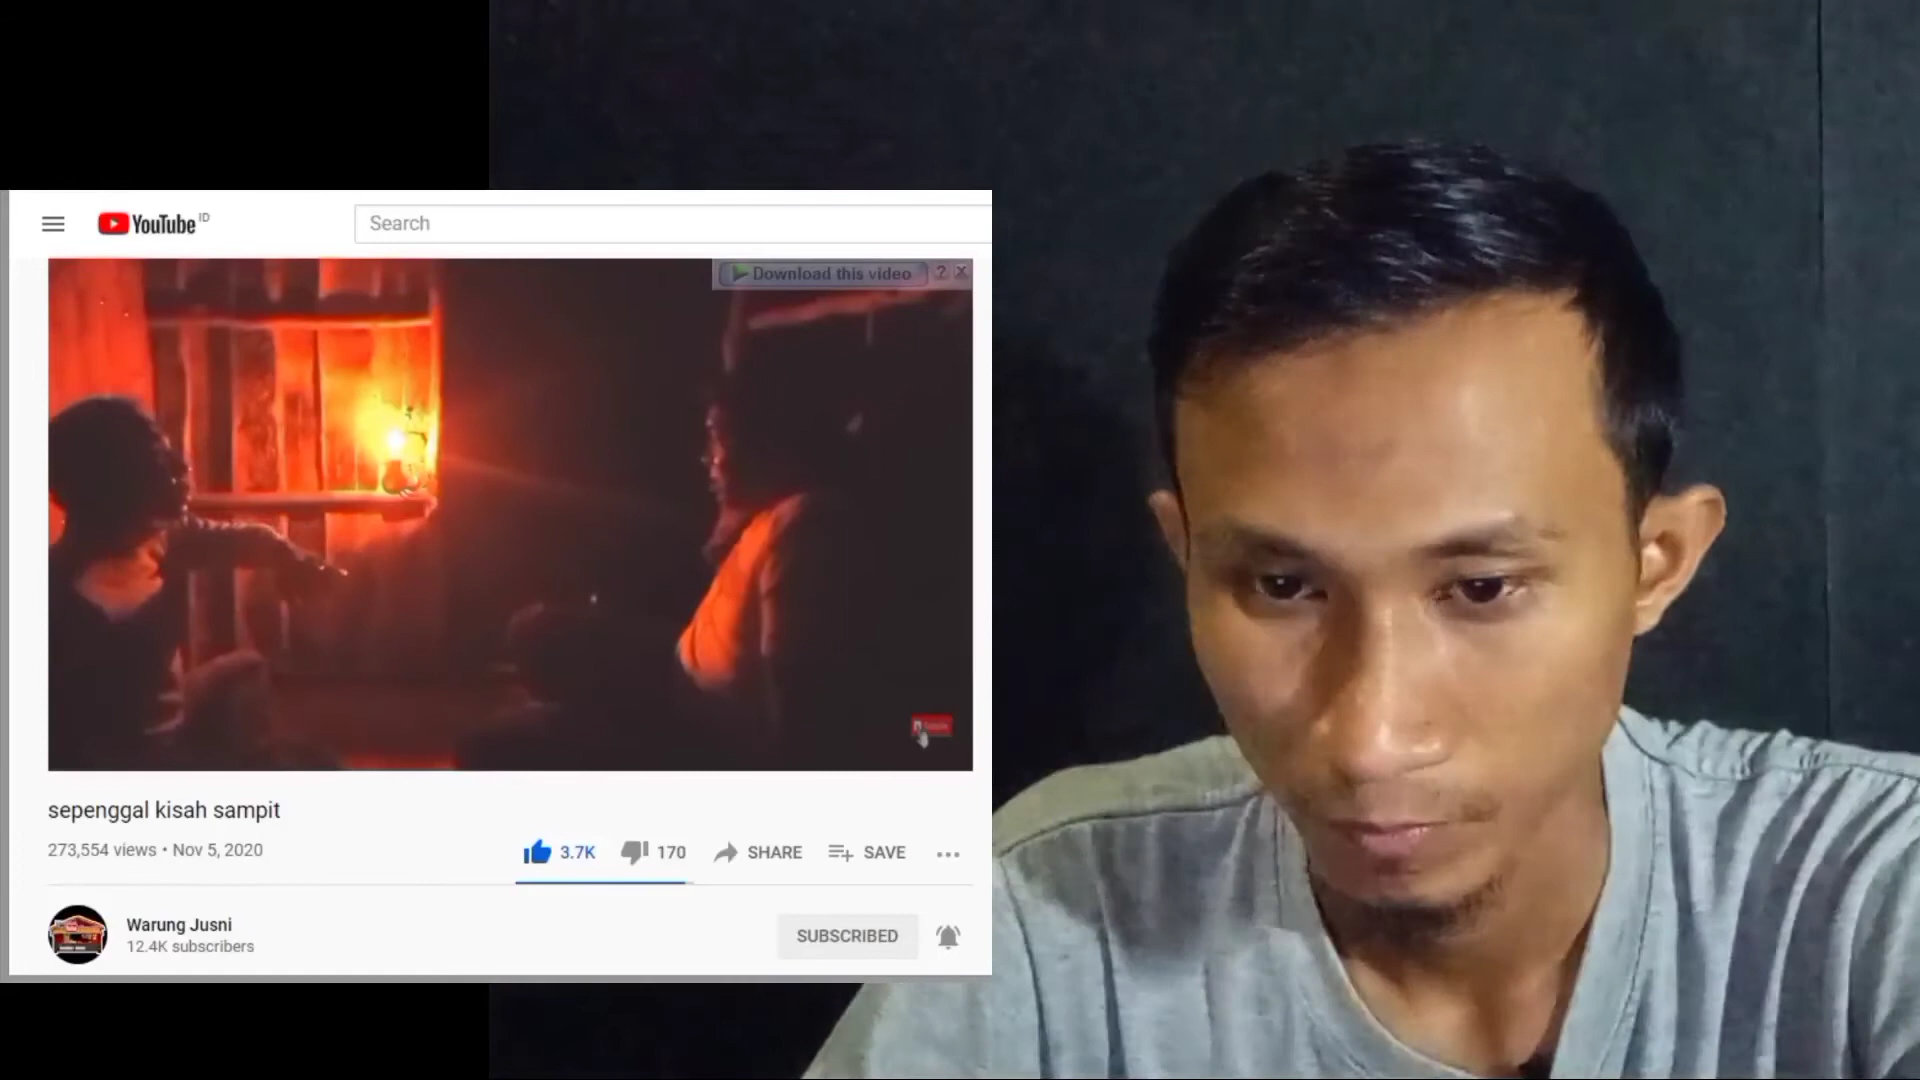 YouTube ID
Search
Download this video ? X
sepenggal kisah sampit
273,554 views • Nov 5, 2020
3.7K 170 SHARE SAVE
Warung Jusni
12.4K subscribers
SUBSCRIBED